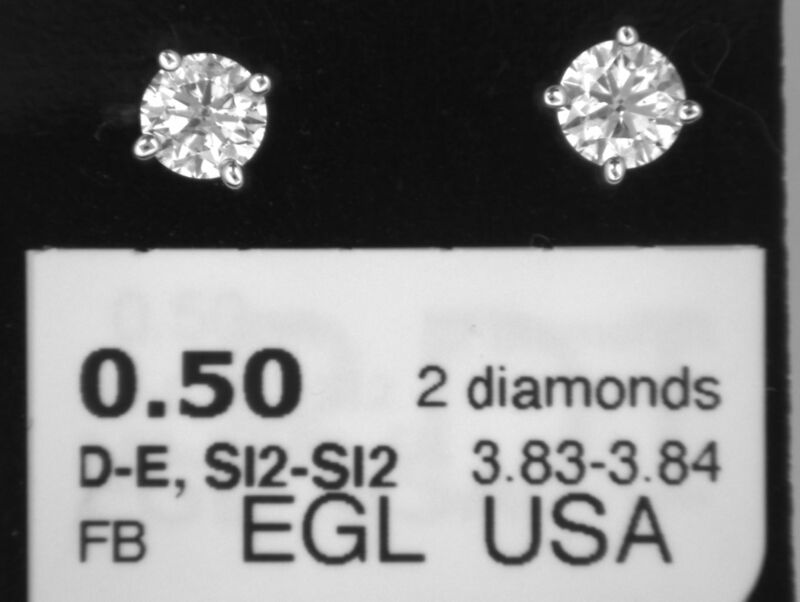 0.50 2 diamonds
D-E, SI2-SI2 3.83-3.84
FB EGL USA